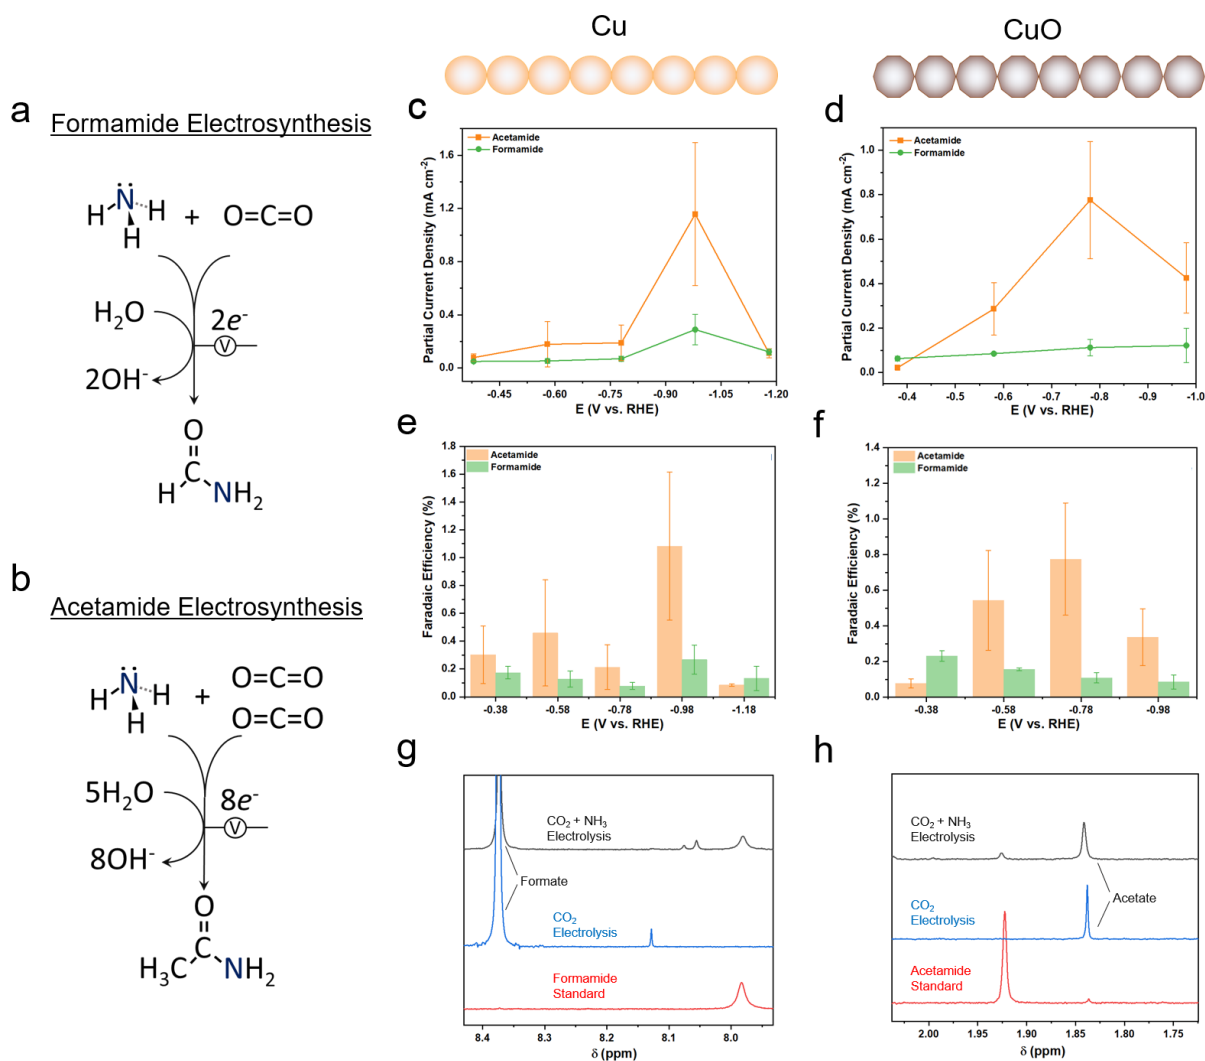 Cu
CuO
a
Formamide Electrosynthesis
N
H
H
H
+
O=C=O
H₂O
2e⁻
V
2OH⁻
O
C
H
NH₂
b
Acetamide Electrosynthesis
N
H
H
H
+
O=C=O
O=C=O
5H₂O
8e⁻
V
8OH⁻
O
C
H₃C
NH₂
c
Acetamide
Formamide
Partial Current Density (mA cm⁻²)
1.6
1.2
0.8
0.4
0.0
-0.45
-0.60
-0.75
-0.90
-1.05
-1.20
E (V vs. RHE)
d
Acetamide
Formamide
Partial Current Density (mA cm⁻²)
1.0
0.8
0.6
0.4
0.2
0.0
-0.4
-0.5
-0.6
-0.7
-0.8
-0.9
-1.0
E (V vs. RHE)
e
Acetamide
Formamide
Faradaic Efficiency (%)
1.8
1.6
1.4
1.2
1.0
0.8
0.6
0.4
0.2
0.0
-0.38
-0.58
-0.78
-0.98
-1.18
E (V vs. RHE)
f
Acetamide
Formamide
Faradaic Efficiency (%)
1.4
1.2
1.0
0.8
0.6
0.4
0.2
0.0
-0.38
-0.58
-0.78
-0.98
E (V vs. RHE)
g
CO₂ + NH₃
Electrolysis
Formate
CO₂
Electrolysis
Formamide
Standard
8.4
8.3
8.2
8.1
8.0
δ (ppm)
h
CO₂ + NH₃
Electrolysis
CO₂
Electrolysis
Acetate
Acetamide
Standard
2.00
1.95
1.90
1.85
1.80
1.75
δ (ppm)